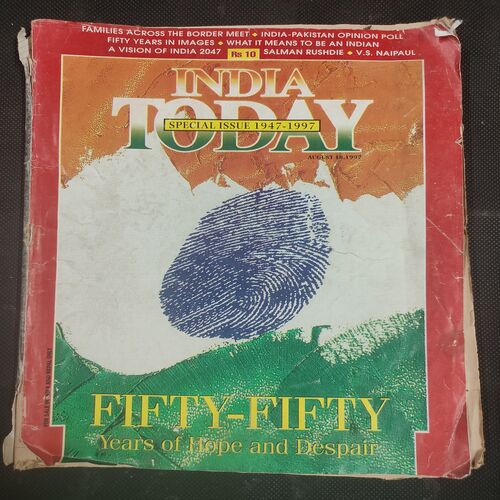 FAMILIES ACROSS THE BORDER MEET ♦ INDIA-PAKISTAN OPINION POLL
FIFTY YEARS IN IMAGES ♦ WHAT IT MEANS TO BE AN INDIAN
A VISION OF INDIA 2047 Rs 10 SALMAN RUSHDIE ♦ V.S. NAIPAUL
INDIA
TODAY
SPECIAL ISSUE 1947-1997
AUGUST 18, 1997
FIFTY-FIFTY
Years of Hope and Despair